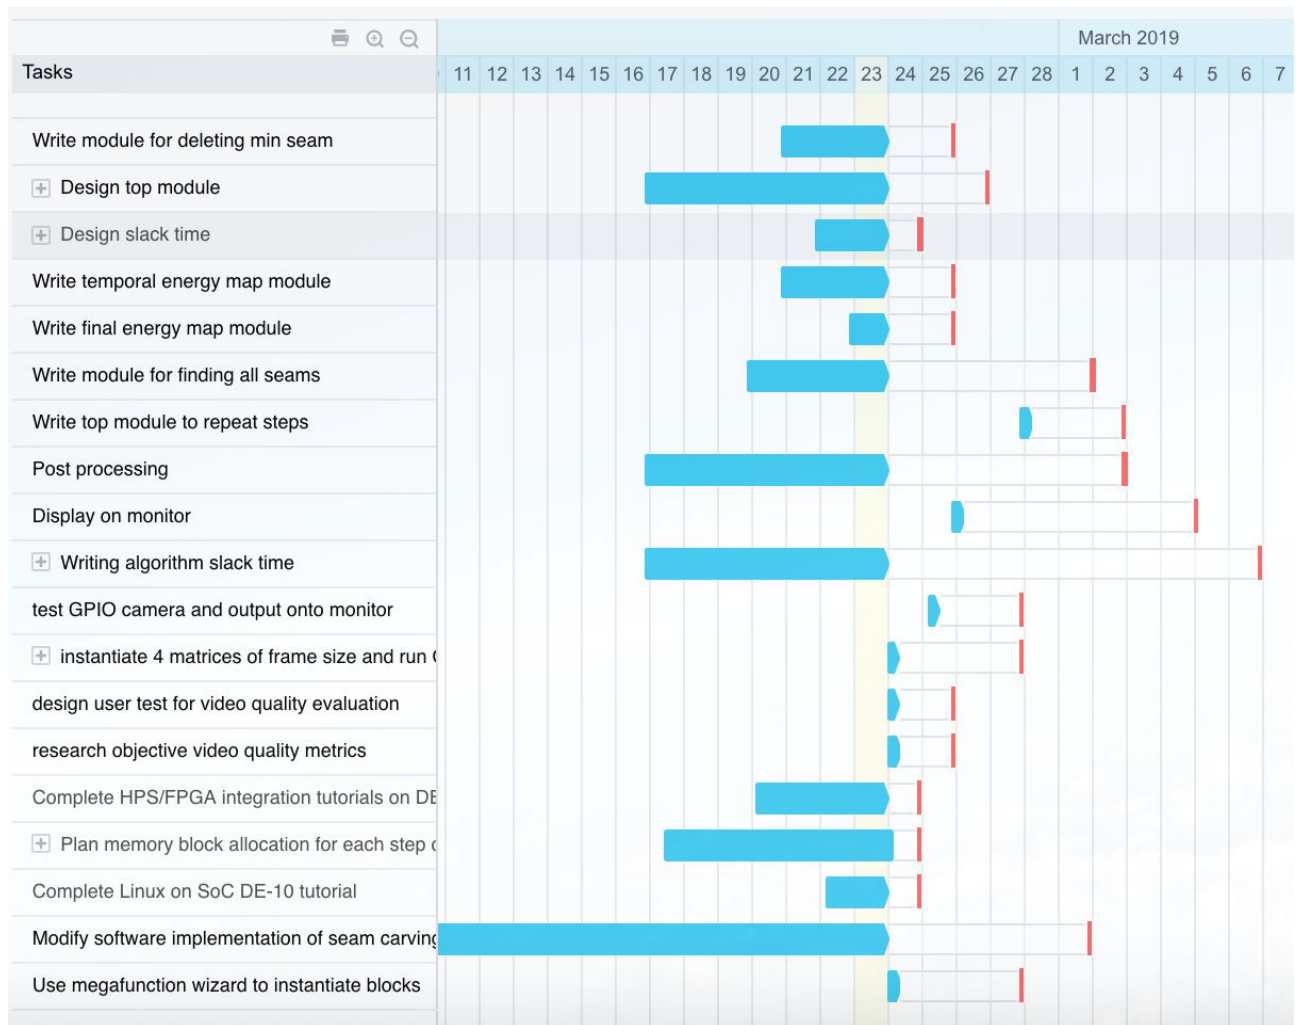 March 2019
Tasks
11 12 13 14 15 16 17 18 19 20 21 22 23 24 25 26 27 28 1 2 3 4 5 6 7
Write module for deleting min seam
Design top module
Design slack time
Write temporal energy map module
Write final energy map module
Write module for finding all seams
Write top module to repeat steps
Post processing
Display on monitor
Writing algorithm slack time
test GPIO camera and output onto monitor
instantiate 4 matrices of frame size and run
design user test for video quality evaluation
research objective video quality metrics
Complete HPS/FPGA integration tutorials on
Plan memory block allocation for each step
Complete Linux on SoC DE-10 tutorial
Modify software implementation of seam carving
Use megafunction wizard to instantiate blocks